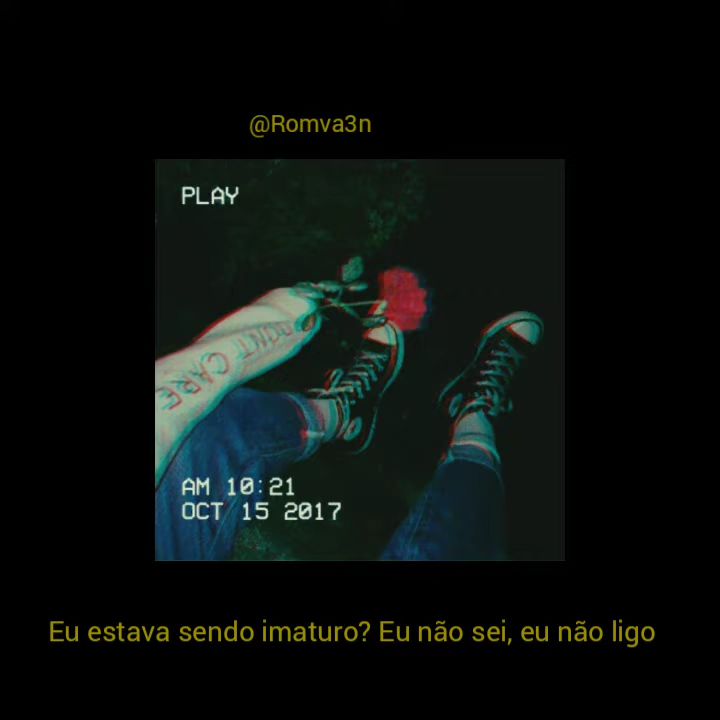 @Romva3n
PLAY
DON'T CARE
AM 10:21
OCT 15 2017
Eu estava sendo imaturo? Eu não sei, eu não ligo